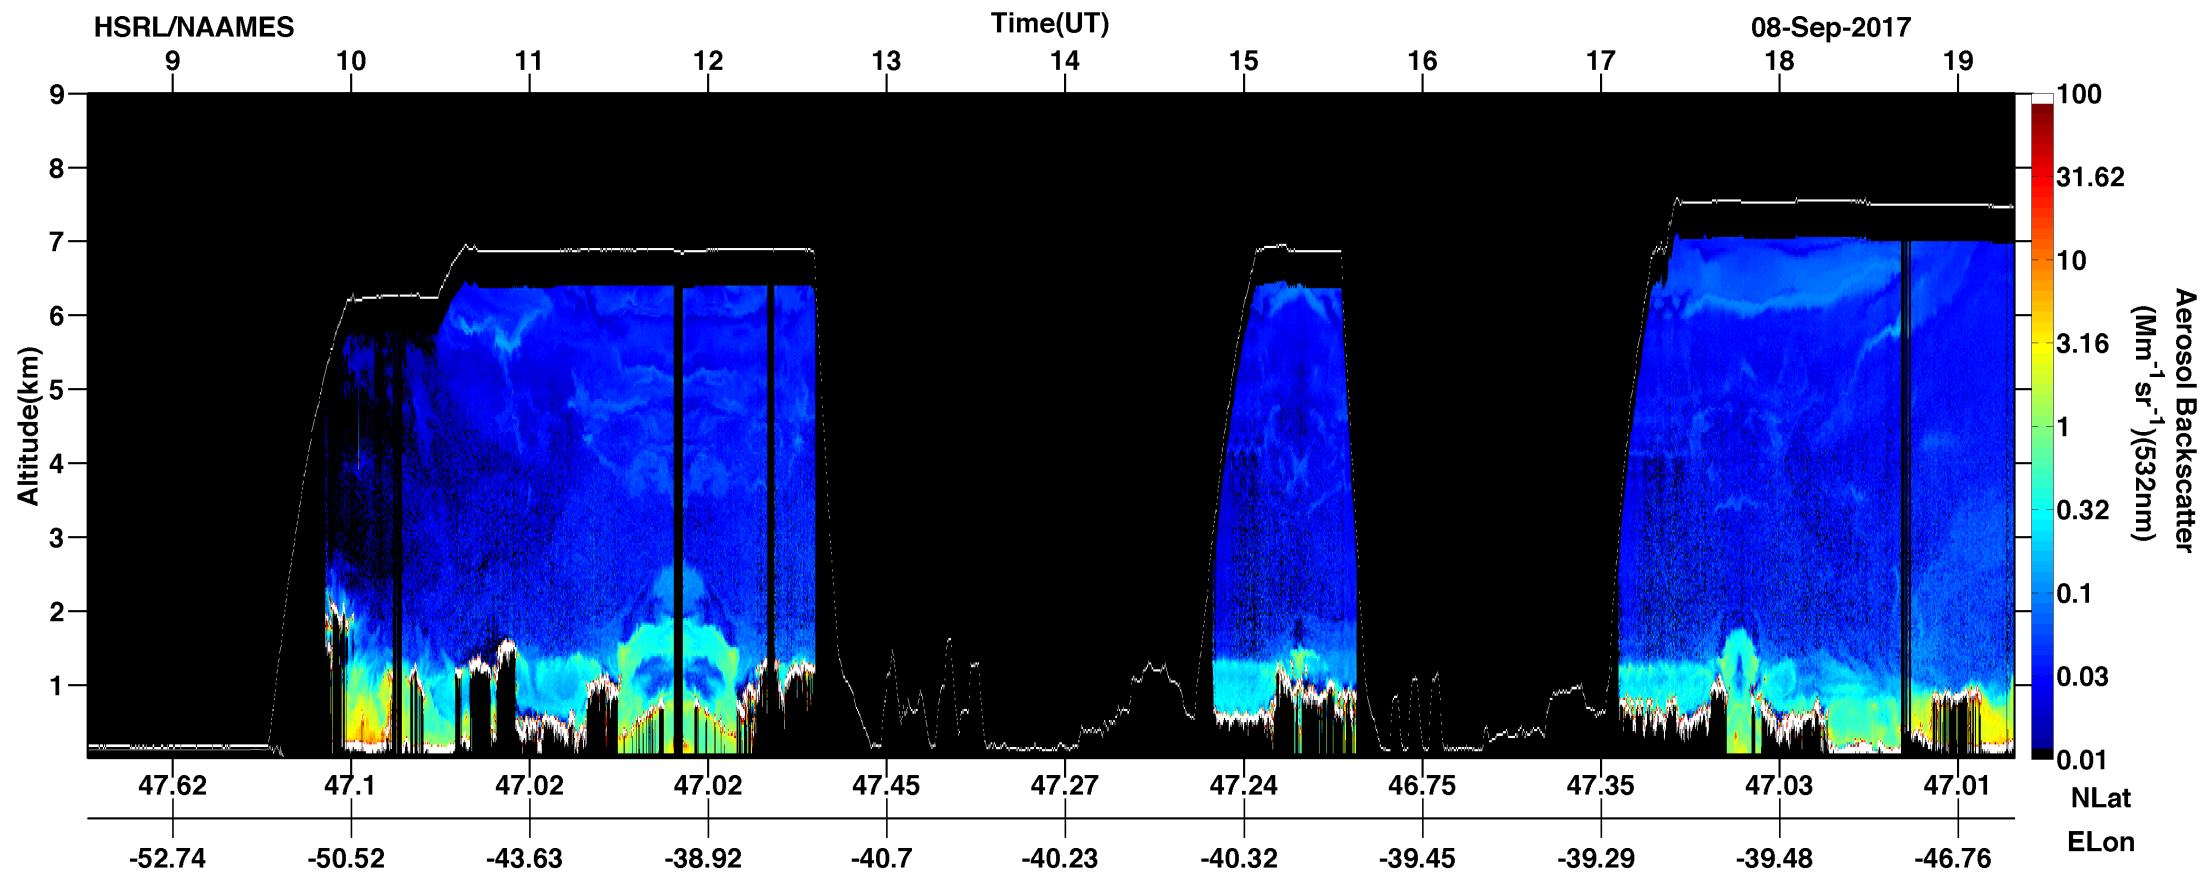 HSRL/NAAMES Time(UT) 08-Sep-2017
9 10 11 12 13 14 15 16 17 18 19
9
8
7
6
5
4
3
2
1
Altitude(km)
100
31.62
10
3.16
1
0.32
0.1
0.03
0.01
Aerosol Backscatter
(Mm⁻¹sr⁻¹)(532nm)
47.62 47.1 47.02 47.02 47.45 47.27 47.24 46.75 47.35 47.03 47.01 NLat
-52.74 -50.52 -43.63 -38.92 -40.7 -40.23 -40.32 -39.45 -39.29 -39.48 -46.76 ELon